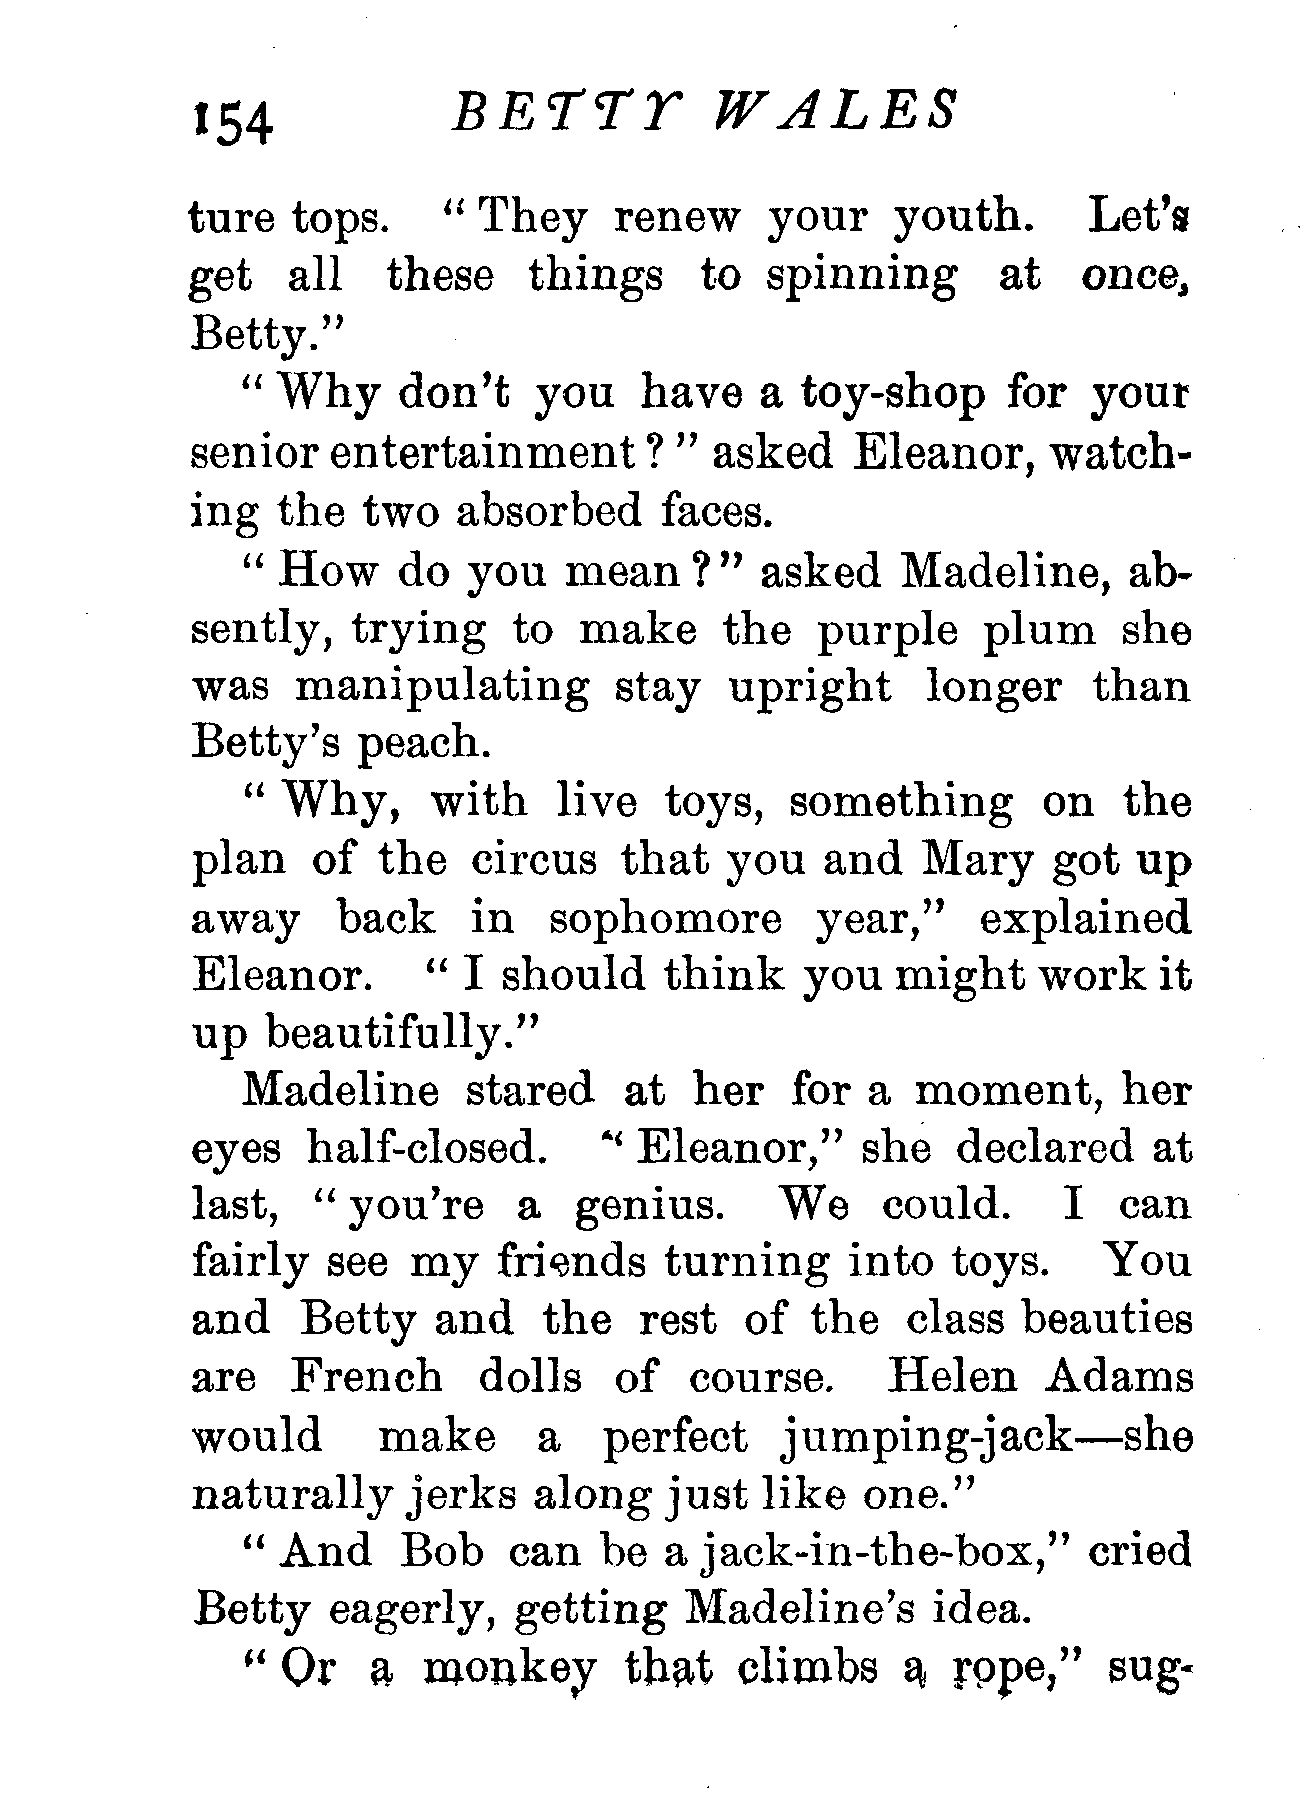 154 BETTY WALES
ture tops. "They renew your youth. Let's
get all these things to spinning at once,
Betty."
"Why don't you have a toy-shop for your
senior entertainment?" asked Eleanor, watch-
ing the two absorbed faces.
"How do you mean?" asked Madeline, ab-
sently, trying to make the purple plum she
was manipulating stay upright longer than
Betty's peach.
"Why, with live toys, something on the
plan of the circus that you and Mary got up
away back in sophomore year," explained
Eleanor. "I should think you might work it
up beautifully."
Madeline stared at her for a moment, her
eyes half-closed. "Eleanor," she declared at
last, "you're a genius. We could. I can
fairly see my friends turning into toys. You
and Betty and the rest of the class beauties
are French dolls of course. Helen Adams
would make a perfect jumping-jack—she
naturally jerks along just like one."
"And Bob can be a jack-in-the-box," cried
Betty eagerly, getting Madeline's idea.
"Or a monkey that climbs a rope," sug-